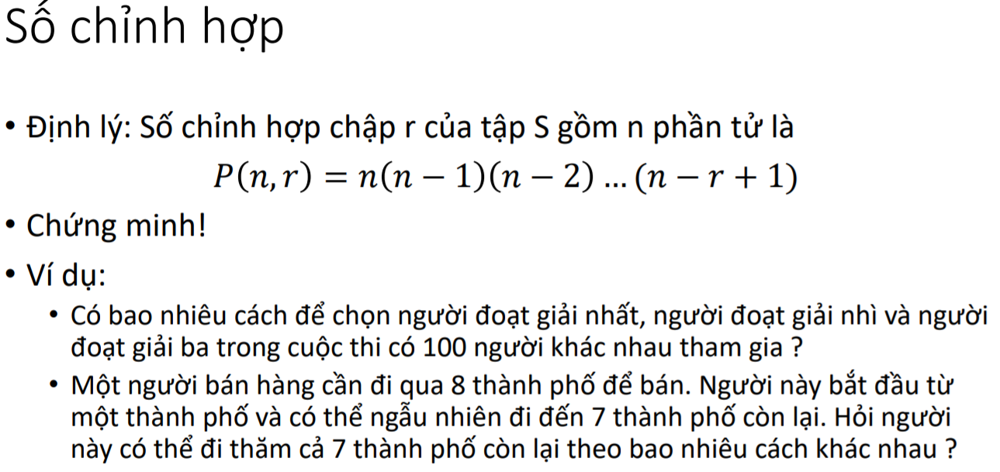 Số chỉnh hợp
• Định lý: Số chỉnh hợp chập r của tập S gồm n phần tử là
P(n, r) = n(n − 1)(n − 2) … (n − r + 1)
• Chứng minh!
• Ví dụ:
• Có bao nhiêu cách để chọn người đoạt giải nhất, người đoạt giải nhì và người
đoạt giải ba trong cuộc thi có 100 người khác nhau tham gia ?
• Một người bán hàng cần đi qua 8 thành phố để bán. Người này bắt đầu từ
một thành phố và có thể ngẫu nhiên đi đến 7 thành phố còn lại. Hỏi người
này có thể đi thăm cả 7 thành phố còn lại theo bao nhiêu cách khác nhau ?